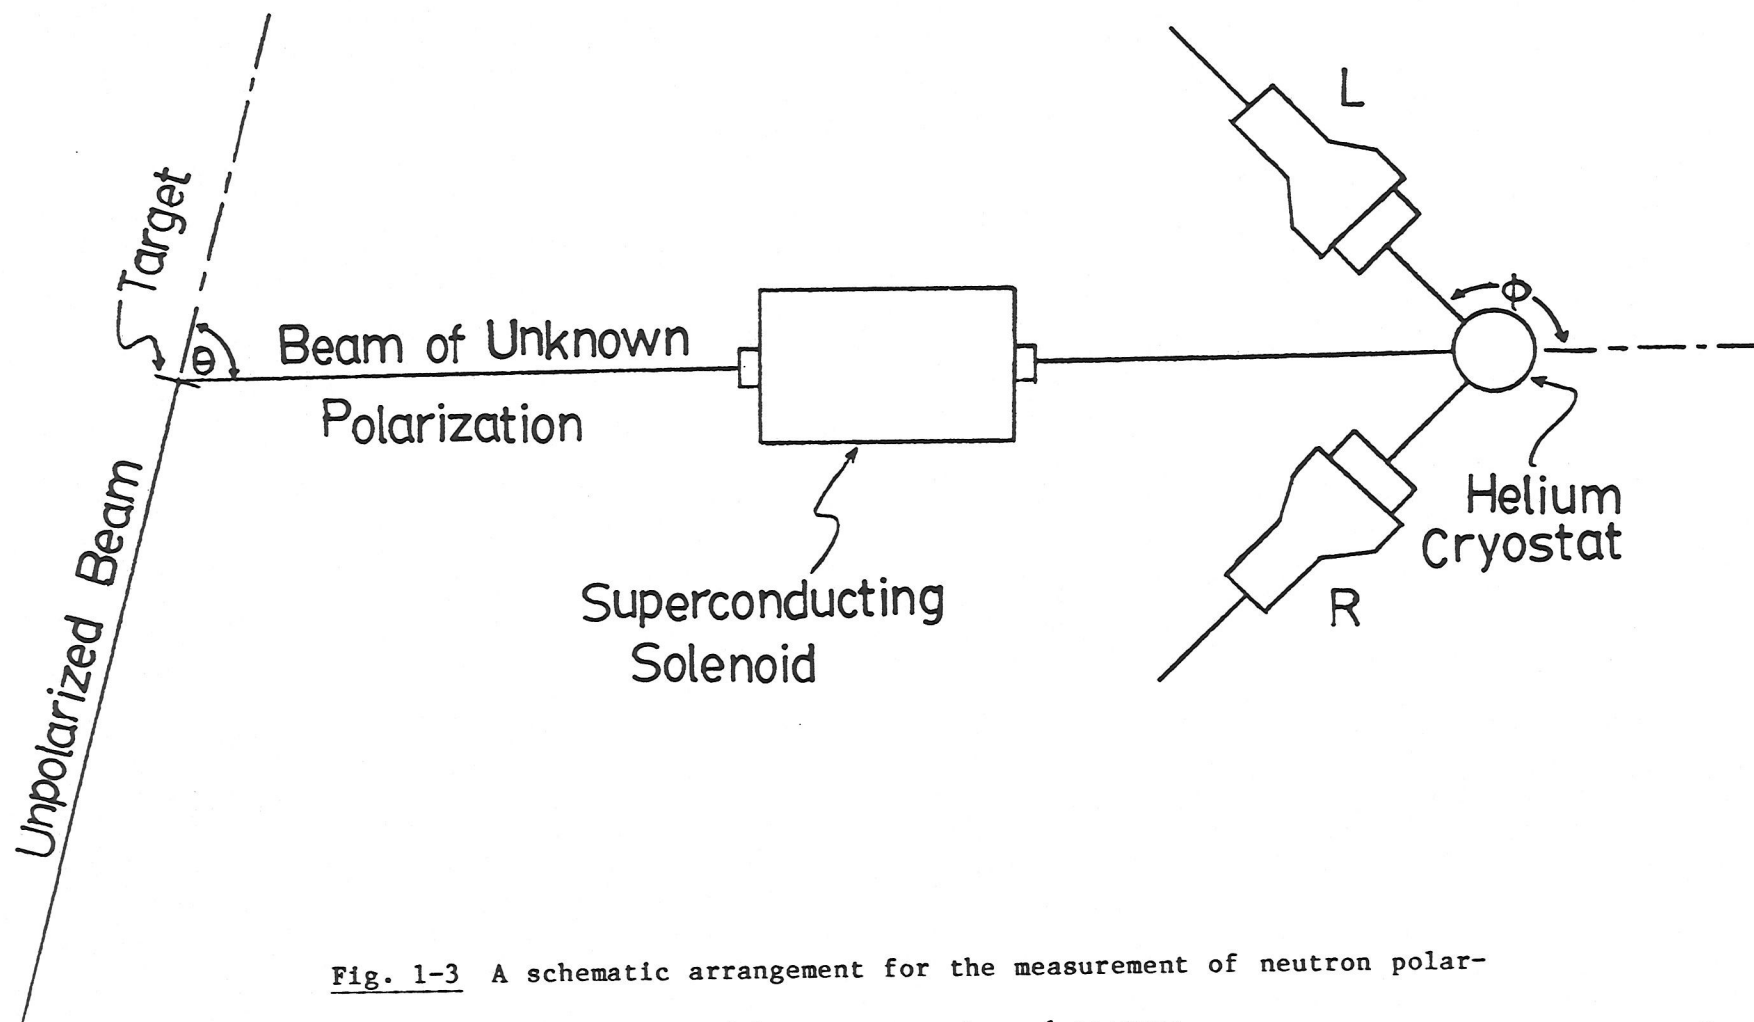 Target
θ
Beam of Unknown
Polarization
Unpolarized Beam
Superconducting
Solenoid
L
ϕ
Helium
Cryostat
R
Fig. 1-3 A schematic arrangement for the measurement of neutron polar-